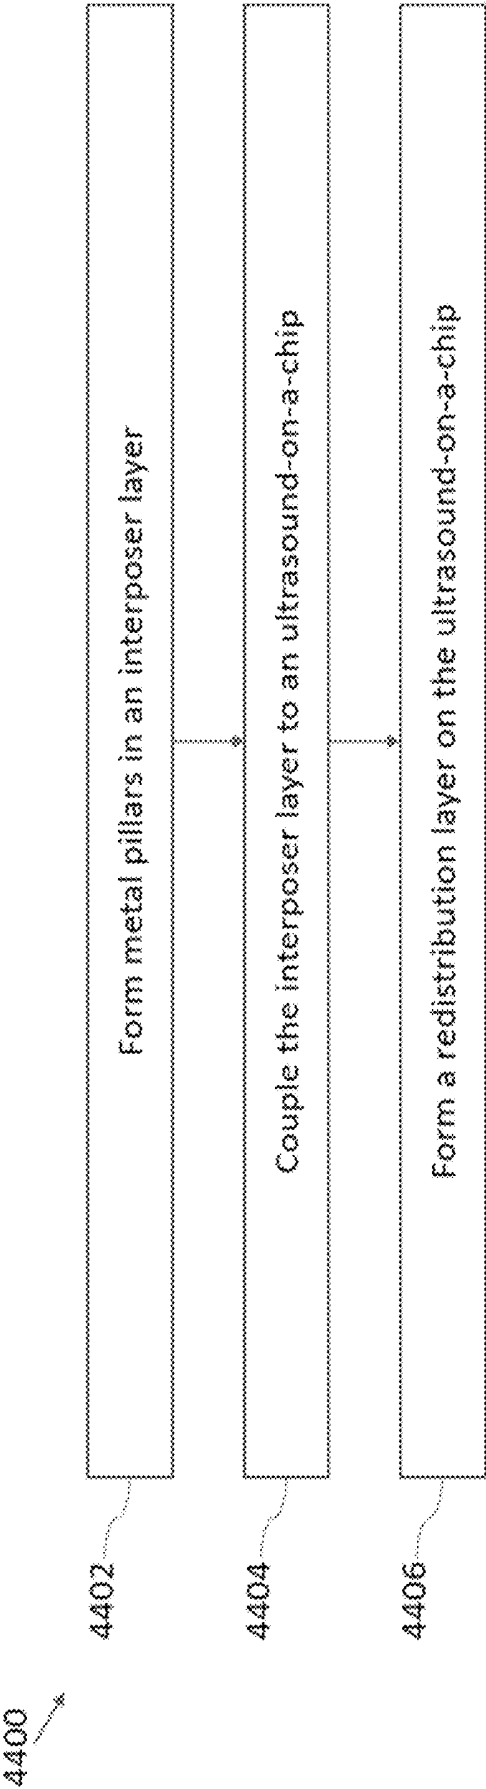 4400
4402
Form metal pillars in an interposer layer
4404
Couple the interposer layer to an ultrasound-on-a-chip
4406
Form a redistribution layer on the ultrasound-on-a-chip